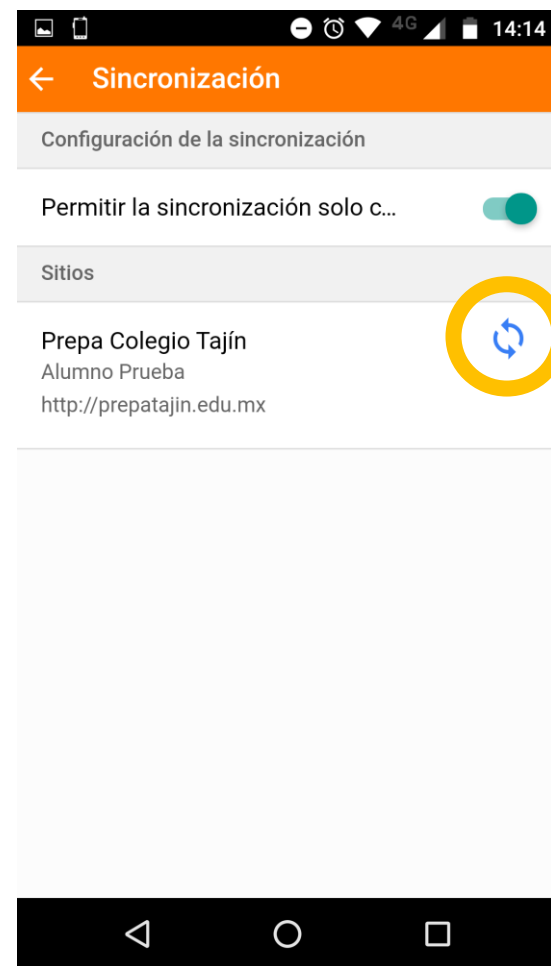 4G 14:14
Sincronización
Configuración de la sincronización
Permitir la sincronización solo c...
Sitios
Prepa Colegio Tajín
Alumno Prueba
http://prepatajin.edu.mx